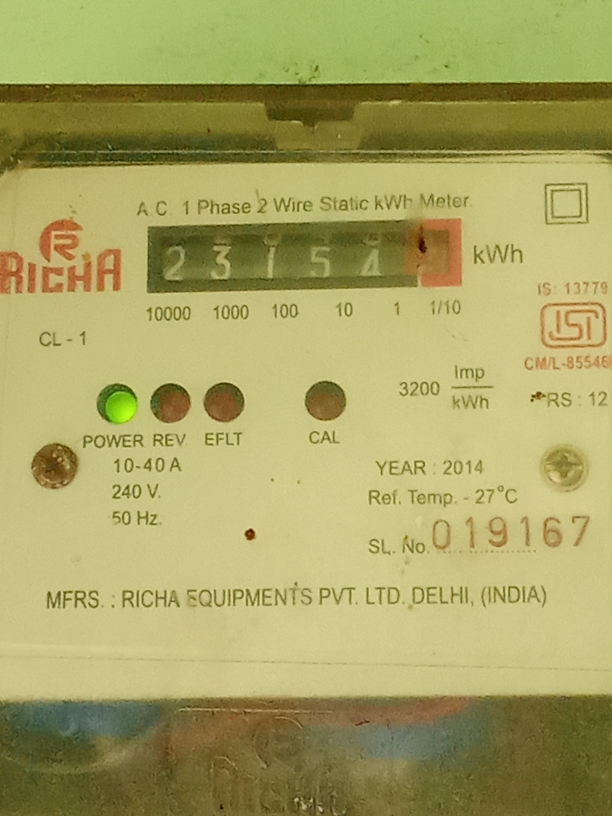 A.C. 1 Phase 2 Wire Static kWh Meter
RICHA
23154
kWh
10000 1000 100 10 1 1/10
IS: 13779
ISI
CM/L-85546
CL - 1
3200 Imp/kWh
RS : 12
POWER REV. EFLT CAL
10-40 A
240 V.
50 Hz.
YEAR : 2014
Ref. Temp. - 27°C
SL. No. 019167
MFRS. : RICHA EQUIPMENTS PVT. LTD. DELHI, (INDIA)